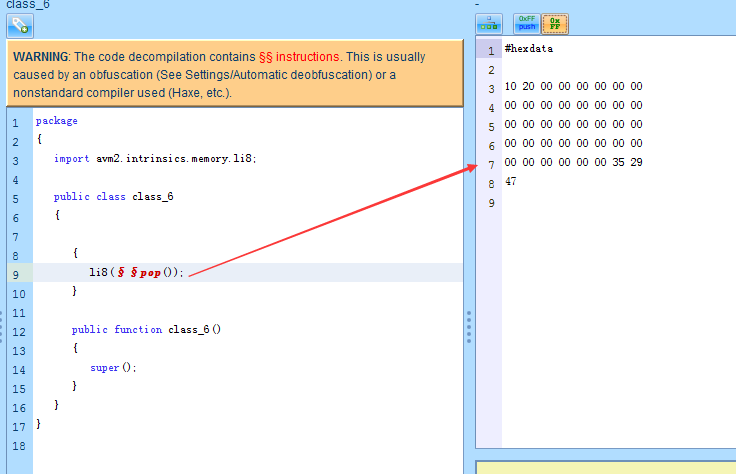 class_6
-
WARNING: The code decompilation contains §§ instructions. This is usually
caused by an obfuscation (See Settings/Automatic deobfuscation) or a
nonstandard compiler used (Haxe, etc.).
1 package
2 {
3 import avm2.intrinsics.memory.li8;
4
5 public class class_6
6 {
7
8 {
9 li8(§§pop());
10 }
11
12 public function class_6()
13 {
14 super();
15 }
16 }
17 }
18
0xFF
push
0x
FF
1 #hexdata
2
3 10 20 00 00 00 00 00 00
4 00 00 00 00 00 00 00 00
5 00 00 00 00 00 00 00 00
6 00 00 00 00 00 00 00 00
7 00 00 00 00 00 00 35 29
8 47
9